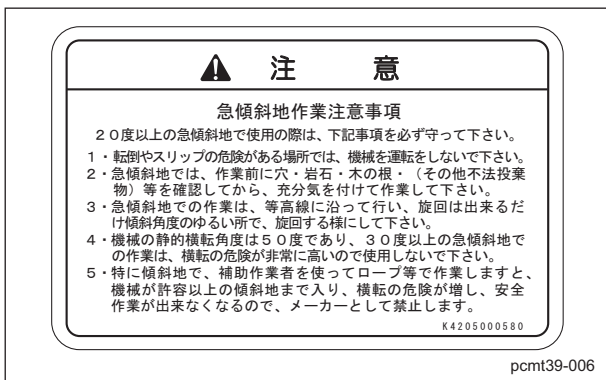 注 意
急傾斜地作業注意事項
20度以上の急傾斜地で使用の際は、下記事項を必ず守って下さい。
1・転倒やスリップの危険がある場所では、機械を運転をしないで下さい。
2・急傾斜地では、作業前に穴・岩石・木の根・(その他不法投棄
物)等を確認してから、充分気を付けて作業して下さい。
3・急傾斜地での作業は、等高線に沿って行い、旋回は出来るだ
け傾斜角度のゆるい所で、旋回する様にして下さい。
4・機械の静的横転角度は50度であり、30度以上の急傾斜地で
の作業は、横転の危険が非常に高いので使用しないで下さい。
5・特に傾斜地で、補助作業者を使ってロープ等で作業しますと、
機械が許容以上の傾斜地まで入り、横転の危険が増し、安全
作業が出来なくなるので、メーカーとして禁止します。
K4205000580
pcmt39-006